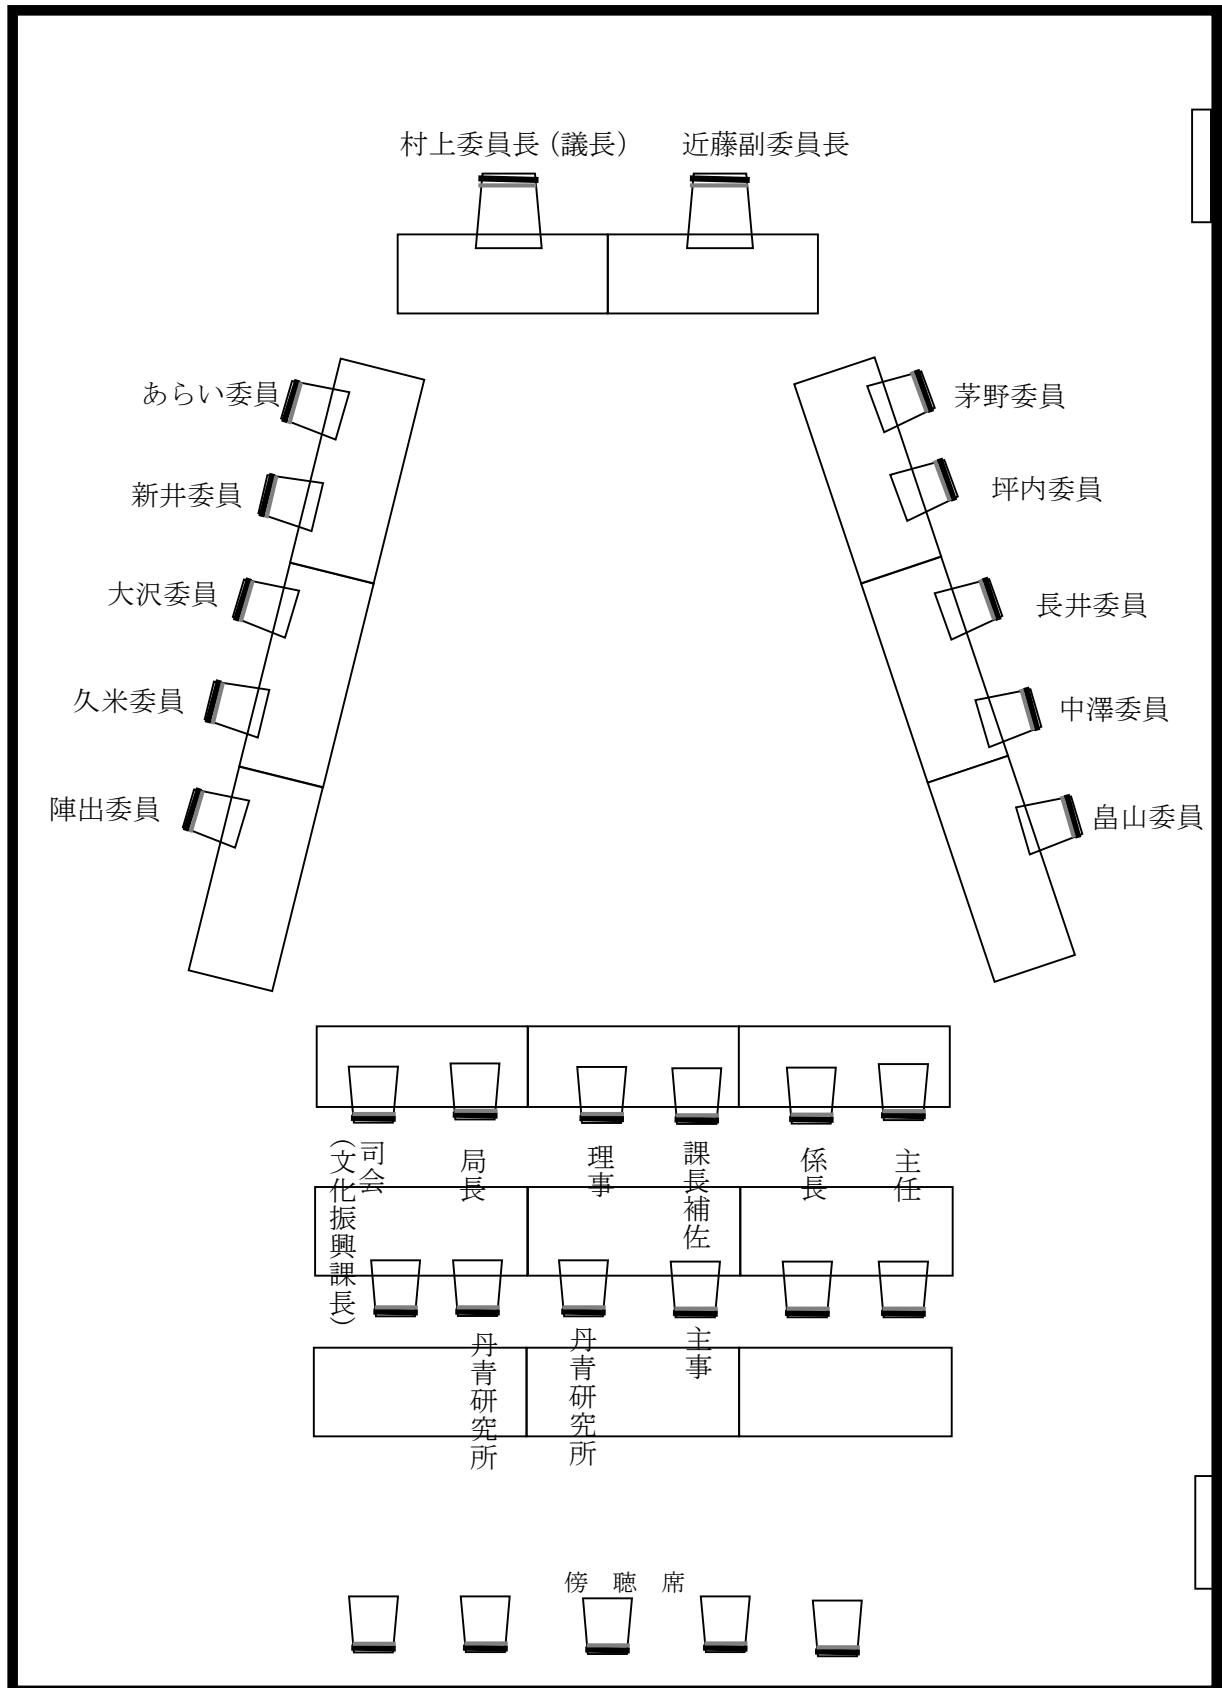 村上委員長（議長）
近藤副委員長
あらい委員
茅野委員
新井委員
坪内委員
大沢委員
長井委員
久米委員
中澤委員
陣出委員
畠山委員
司会
（文化振興課長）
局長
理事
課長補佐
係長
主任
丹青研究所
丹青研究所
主事
傍聴席